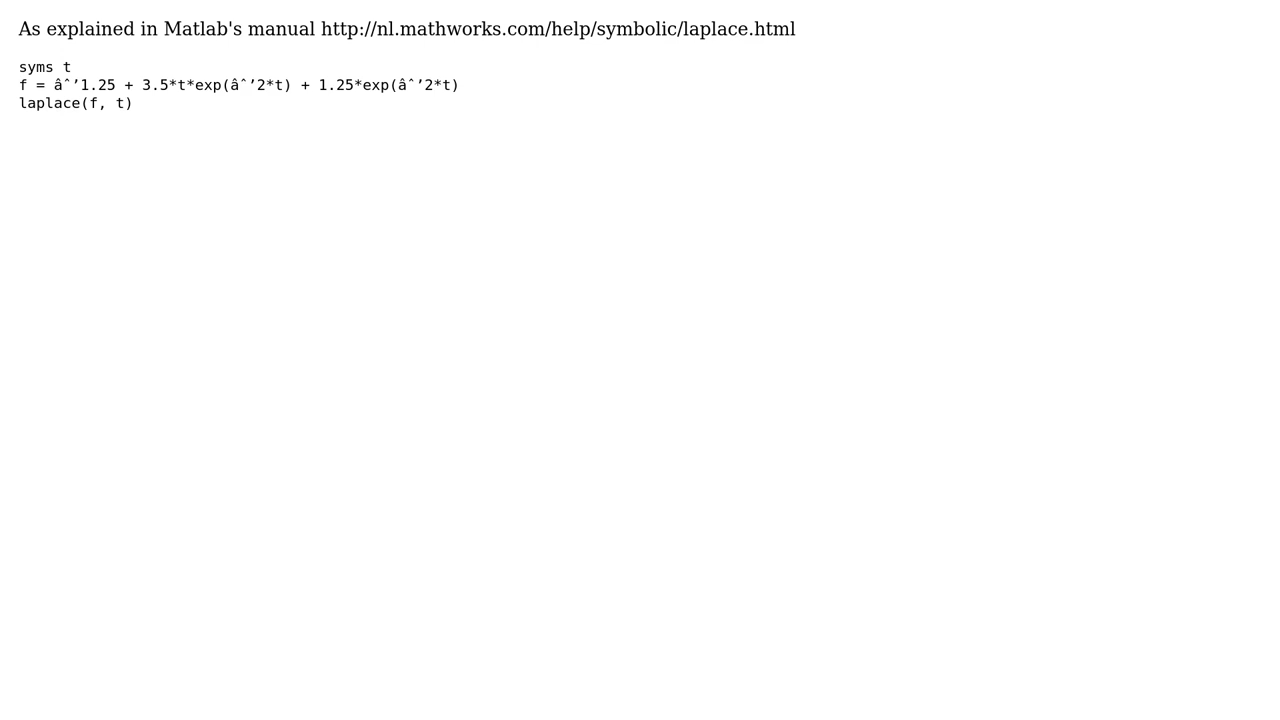 As explained in Matlab's manual http://nl.mathworks.com/help/symbolic/laplace.html
syms t
f = âˆ’1.25 + 3.5*t*exp(âˆ’2*t) + 1.25*exp(âˆ’2*t)
laplace(f, t)